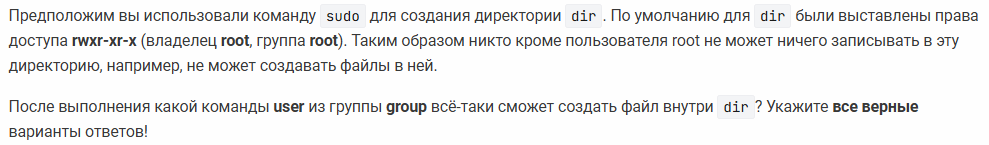 Предположим вы использовали команду sudo для создания директории dir . По умолчанию для dir были выставлены права
доступа rwxr-xr-x (владелец root, группа root). Таким образом никто кроме пользователя root не может ничего записывать в эту
директорию, например, не может создавать файлы в ней.
После выполнения какой команды user из группы group всё-таки сможет создать файл внутри dir ? Укажите все верные
варианты ответов!